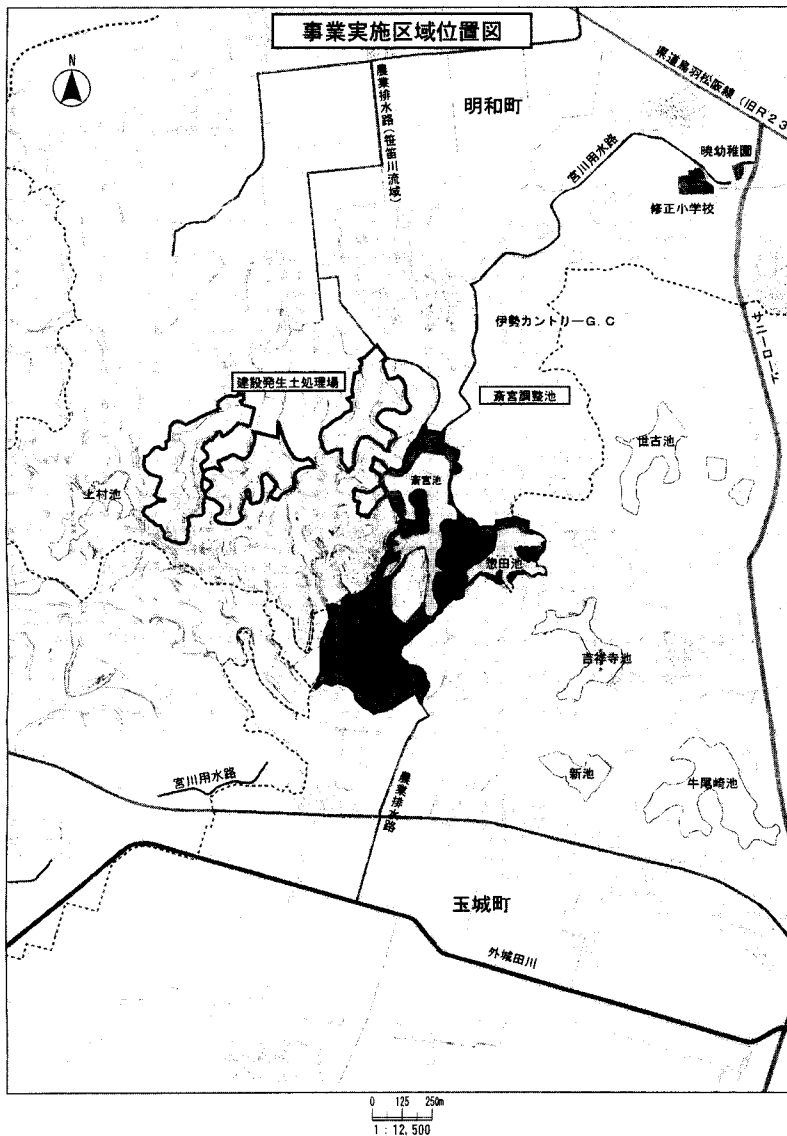 事業実施区域位置図
N
県道鳥羽松阪線(旧R23
農業排水路(笹笛川流域)
明和町
宮川用水路
暁幼稚園
修正小学校
伊勢カントリーG.C
サニーロード
建設発生土処理場
斎宮調整池
世古池
上村池
斎宮池
惣田池
吉祥寺池
宮川用水路
農業排水路
新池
牛尾崎池
玉城町
外城田川
0 125 250m
1:12,500